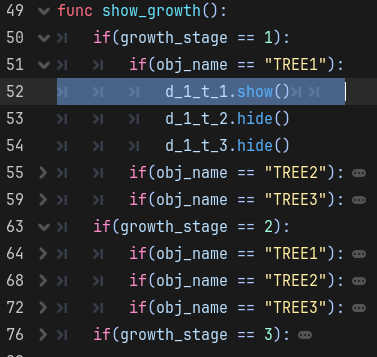 49 func show_growth():
50 if(growth_stage == 1):
51 if(obj_name == "TREE1"):
52 d_1_t_1.show()
53 d_1_t_2.hide()
54 d_1_t_3.hide()
55 if(obj_name == "TREE2"):
59 if(obj_name == "TREE3"):
63 if(growth_stage == 2):
64 if(obj_name == "TREE1"):
68 if(obj_name == "TREE2"):
72 if(obj_name == "TREE3"):
76 if(growth_stage == 3):